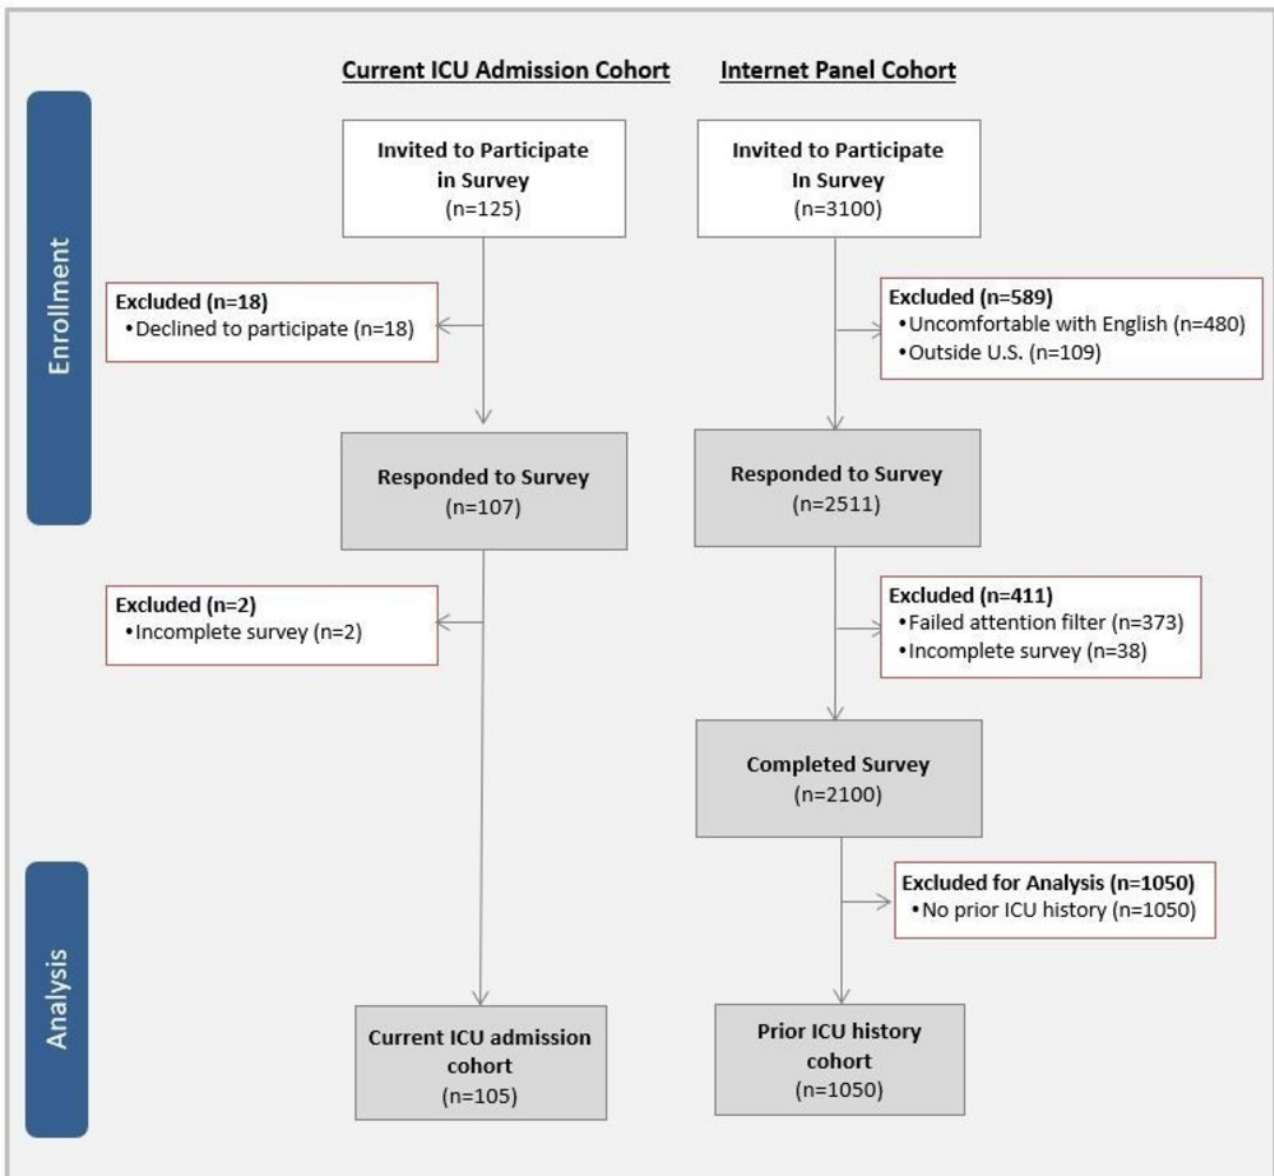 Current ICU Admission Cohort
Internet Panel Cohort
Enrollment
Invited to Participate
in Survey
(n=125)
Invited to Participate
In Survey
(n=3100)
Excluded (n=18)
•Declined to participate (n=18)
Excluded (n=589)
•Uncomfortable with English (n=480)
•Outside U.S. (n=109)
Responded to Survey
(n=107)
Responded to Survey
(n=2511)
Excluded (n=2)
•Incomplete survey (n=2)
Excluded (n=411)
•Failed attention filter (n=373)
•Incomplete survey (n=38)
Completed Survey
(n=2100)
Excluded for Analysis (n=1050)
•No prior ICU history (n=1050)
Analysis
Current ICU admission
cohort
(n=105)
Prior ICU history
cohort
(n=1050)